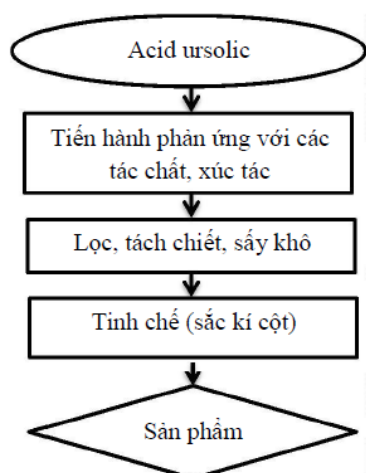 Acid ursolic
Tiến hành phản ứng với các
tác chất, xúc tác
Lọc, tách chiết, sấy khô
Tinh chế (sắc kí cột)
Sản phẩm